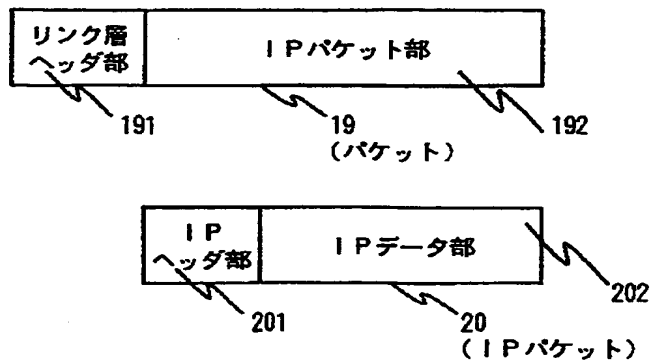 リンク層
ヘッダ部
IPパケット部
191
19
(パケット)
192
IP
ヘッダ部
IPデータ部
201
20
(IPパケット)
202